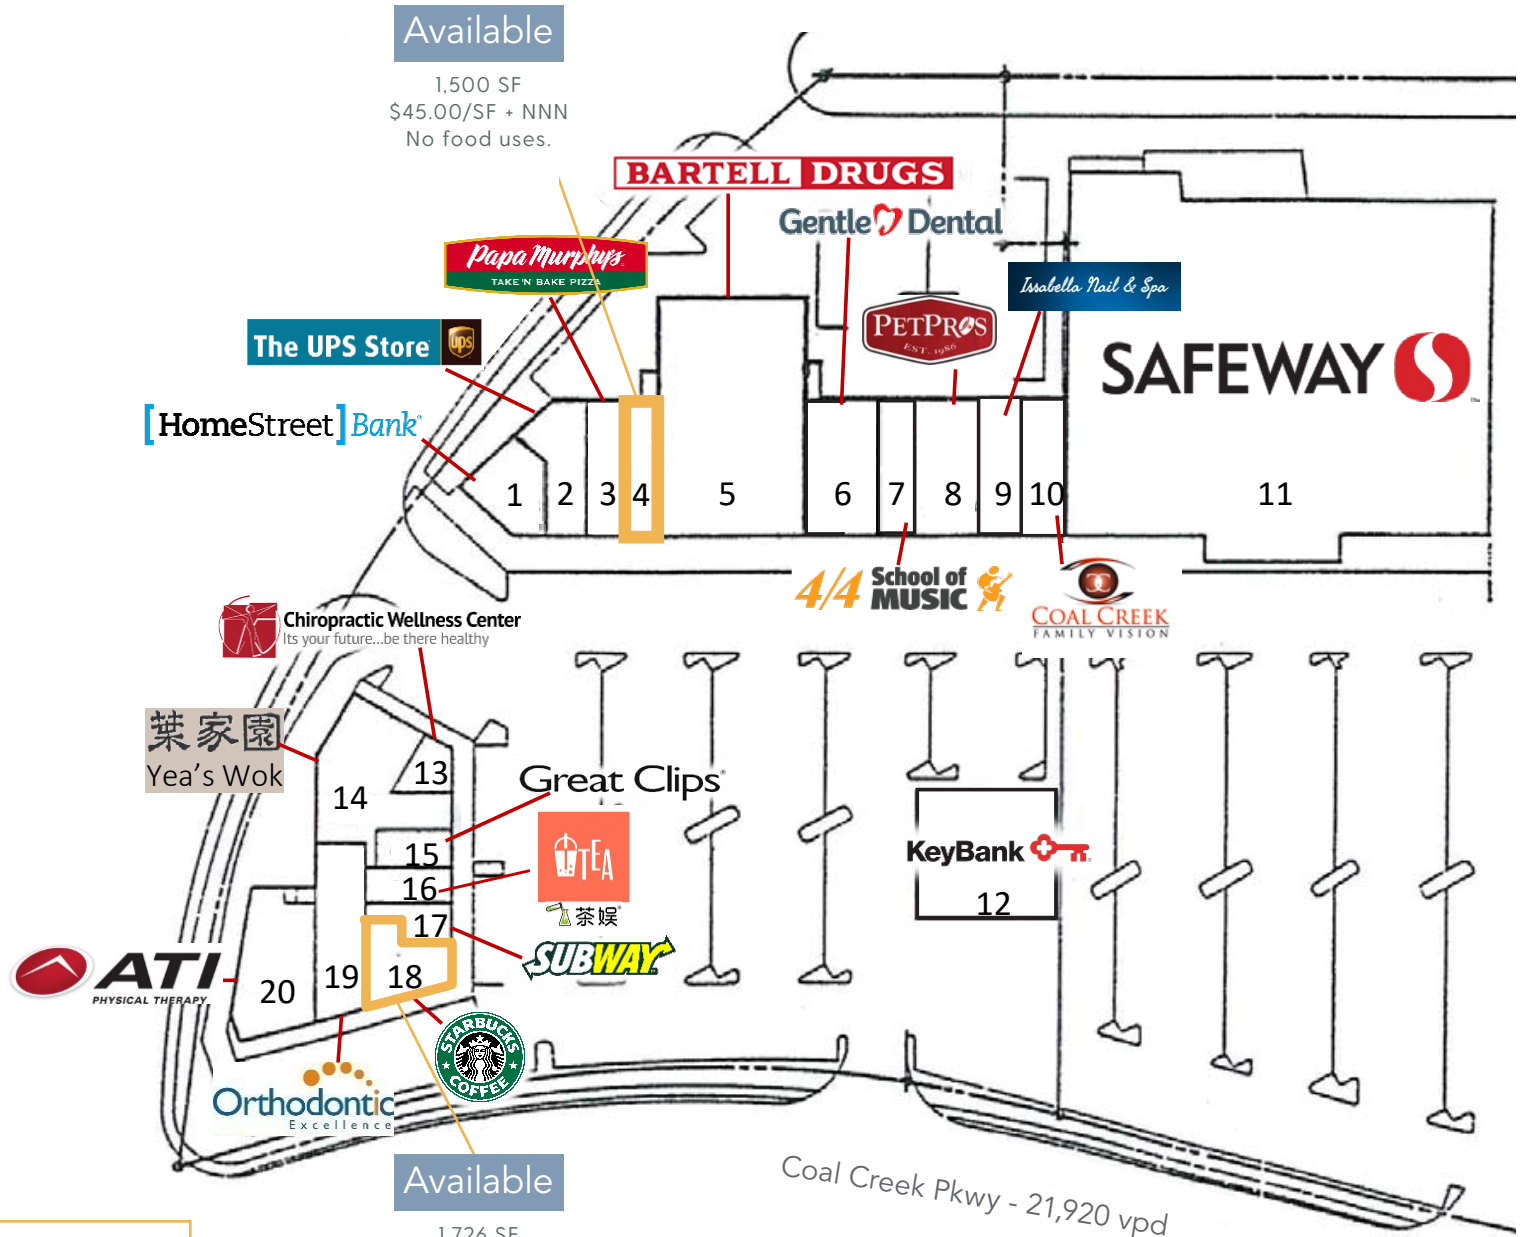 Available
1,500 SF
$45.00/SF + NNN
No food uses.
BARTELL DRUGS
Gentle Dental
Papa Murphy's
TAKE 'N' BAKE PIZZA
Issabella Nail & Spa
PETPROS
EST. 1986
The UPS Store
ups
SAFEWAY
[HomeStreet] Bank
1
2
3
4
5
6
7
8
9
10
11
4/4 School of
MUSIC
COAL CREEK
FAMILY VISION
Chiropractic Wellness Center
Its your future...be there healthy
葉家園
Yea's Wok
13
14
Great Clips
15
16
TEA
茶娱
KeyBank
12
17
SUBWAY
ATI
PHYSICAL THERAPY
18
19
20
STARBUCKS
COFFEE
Orthodontic
Excellence
Available
1,726 SF
Coal Creek Pkwy - 21,920 vpd